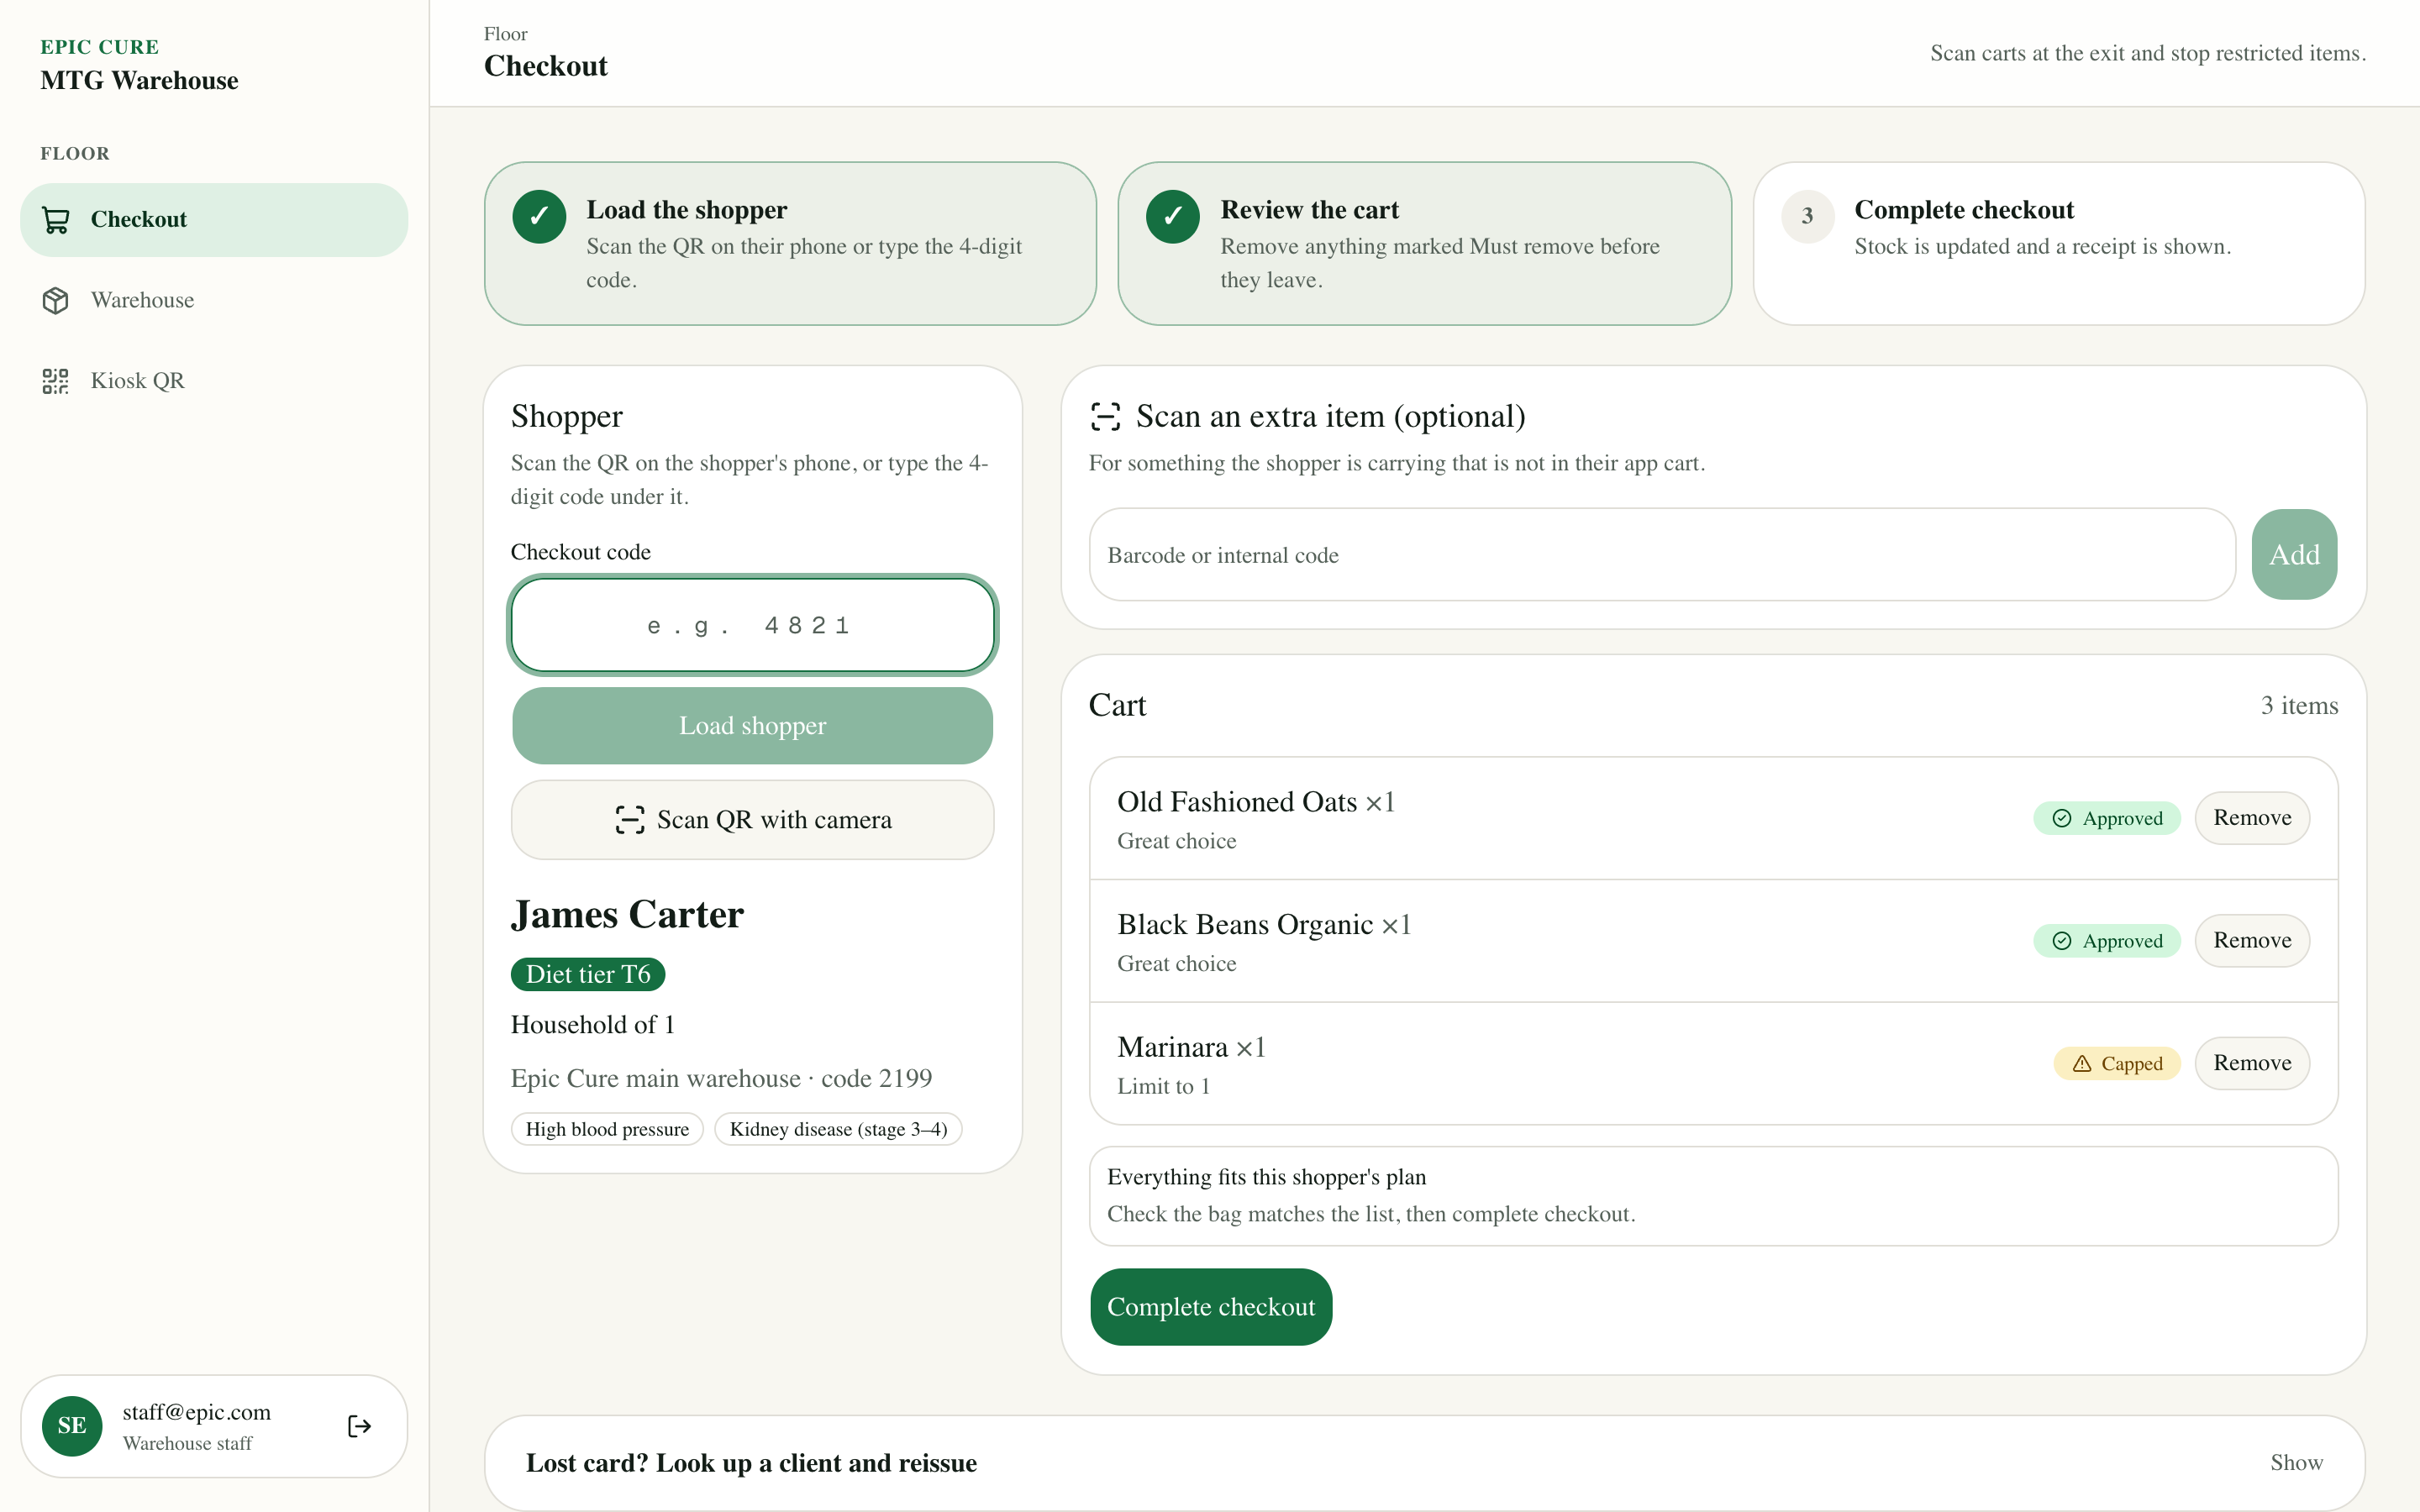 EPIC CURE
MTG Warehouse
FLOOR
Checkout
Warehouse
Kiosk QR
SE
staff@epic.com
Warehouse staff
Floor
Checkout
Scan carts at the exit and stop restricted items.
✓
Load the shopper
Scan the QR on their phone or type the 4-digit
code.
✓
Review the cart
Remove anything marked Must remove before
they leave.
3
Complete checkout
Stock is updated and a receipt is shown.
Shopper
Scan the QR on the shopper's phone, or type the 4-
digit code under it.
Checkout code
e.g. 4821
Load shopper
Scan QR with camera
James Carter
Diet tier T6
Household of 1
Epic Cure main warehouse · code 2199
High blood pressure
Kidney disease (stage 3–4)
Scan an extra item (optional)
For something the shopper is carrying that is not in their app cart.
Barcode or internal code
Add
Cart
3 items
Old Fashioned Oats ×1
Great choice
Approved
Remove
Black Beans Organic ×1
Great choice
Approved
Remove
Marinara ×1
Limit to 1
Capped
Remove
Everything fits this shopper's plan
Check the bag matches the list, then complete checkout.
Complete checkout
Lost card? Look up a client and reissue
Show